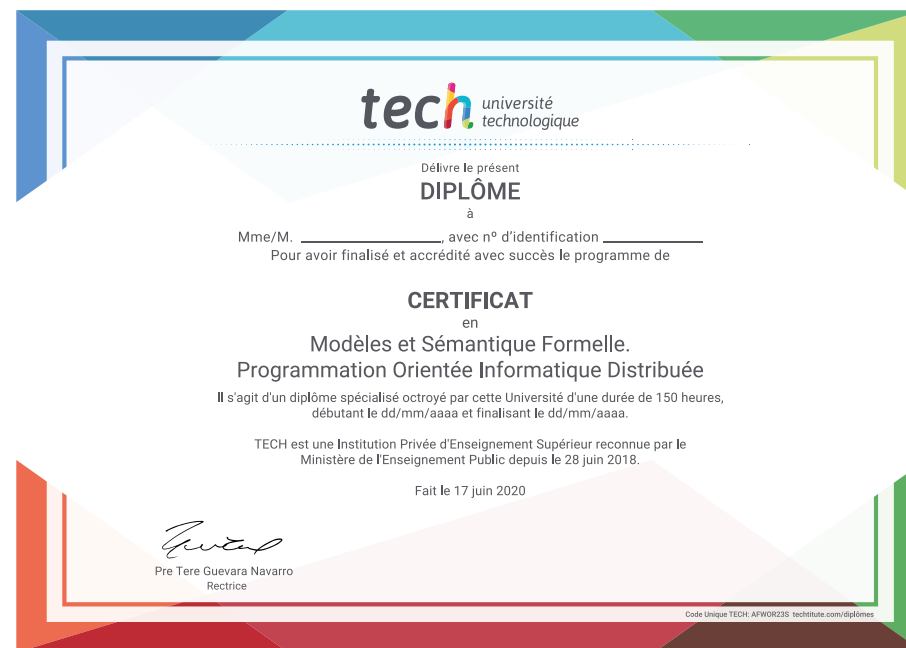 tech université
technologique
Délivre le présent
DIPLÔME
à
Mme/M. ____________________, avec nº d'identification ______________
Pour avoir finalisé et accrédité avec succès le programme de
CERTIFICAT
en
Modèles et Sémantique Formelle.
Programmation Orientée Informatique Distribuée
Il s'agit d'un diplôme spécialisé octroyé par cette Université d'une durée de 150 heures,
débutant le dd/mm/aaaa et finalisant le dd/mm/aaaa.
TECH est une Institution Privée d'Enseignement Supérieur reconnue par le
Ministère de l'Enseignement Public depuis le 28 juin 2018.
Fait le 17 juin 2020
Pre Tere Guevara Navarro
Rectrice
Code Unique TECH: AFWOR23S techtitute.com/diplômes